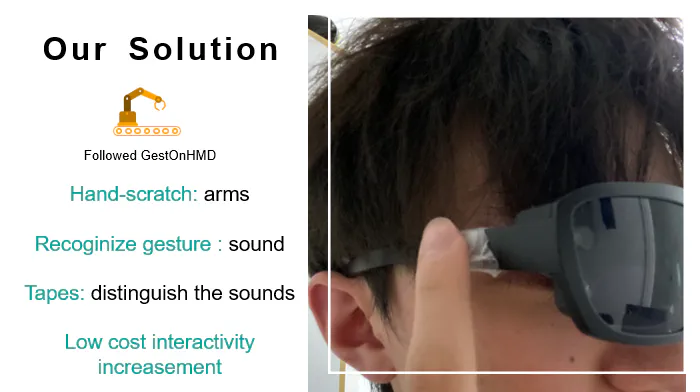 Our Solution
Followed GestOnHMD
Hand-scratch: arms
Recoginize gesture : sound
Tapes: distinguish the sounds
Low cost interactivity
increasement